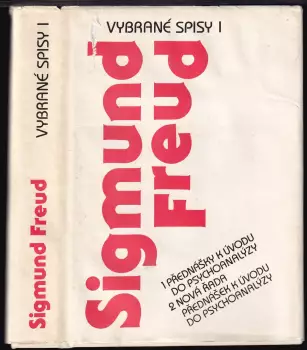 VYBRANÉ SPISY I
Sigmund Freud
VYBRANÉ SPISY I
Sigmund
Freud
1 PŘEDNÁŠKY K ÚVODU
DO PSYCHOANALÝZY
2 NOVÁ ŘADA
PŘEDNÁŠEK K ÚVODU
DO PSYCHOANALÝZY